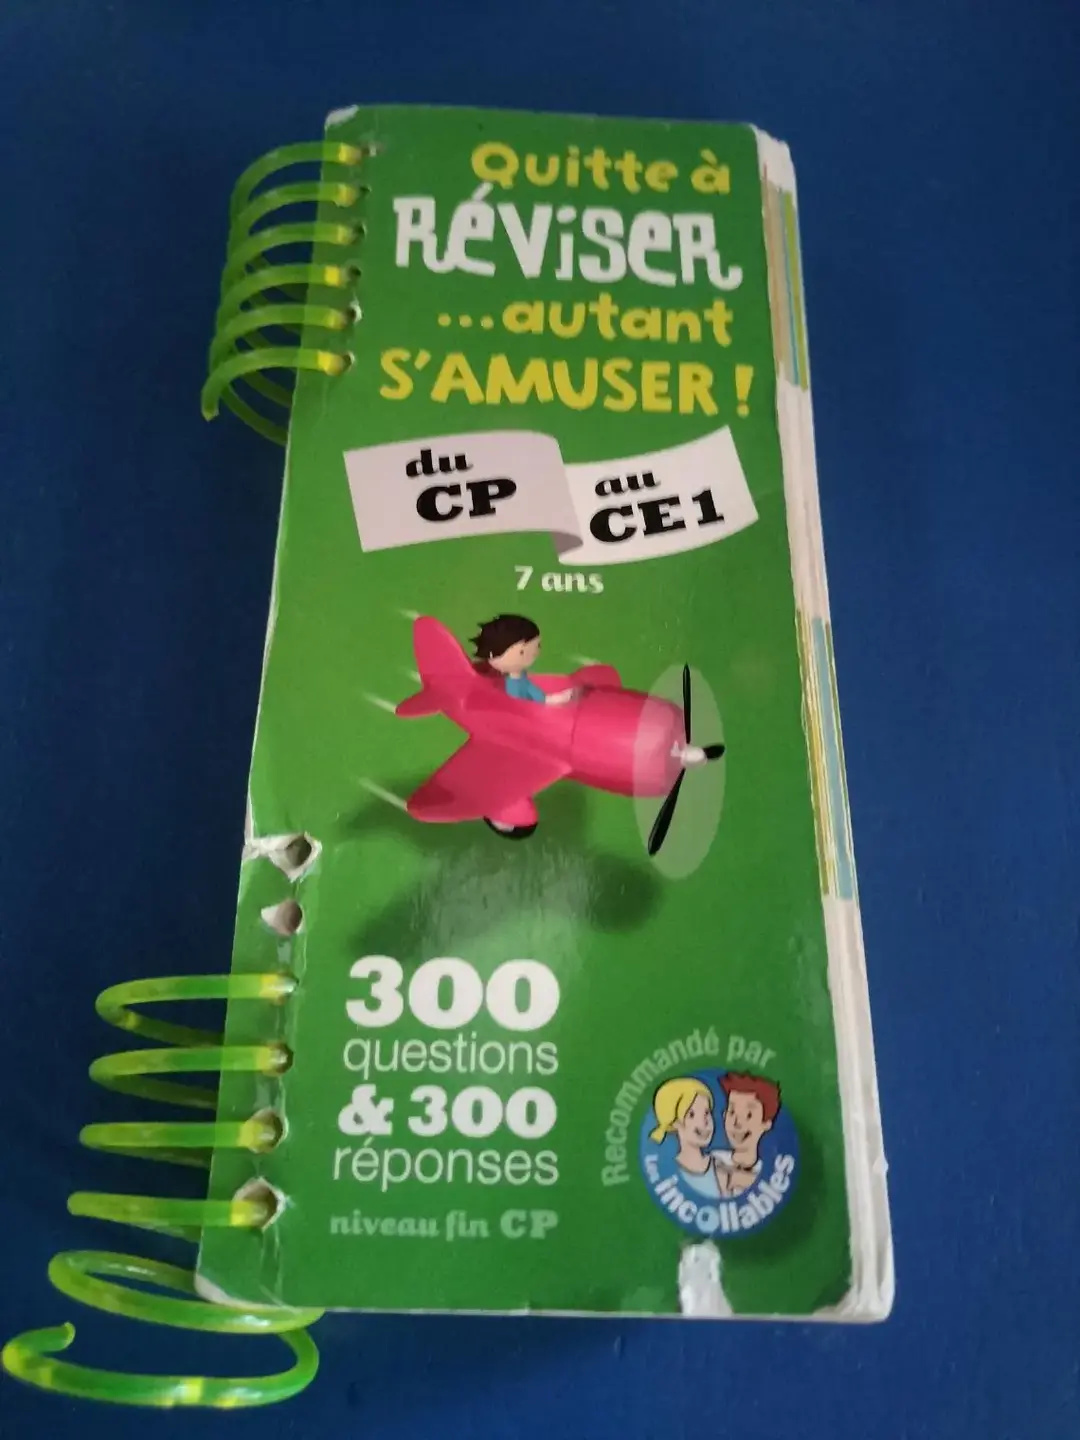 Quitte à
RÉViSER
...autant
S'AMUSER !
du
CP
au
CE1
7 ans
300
questions
& 300
réponses
niveau fin CP
Recommandé par
Les
incollables